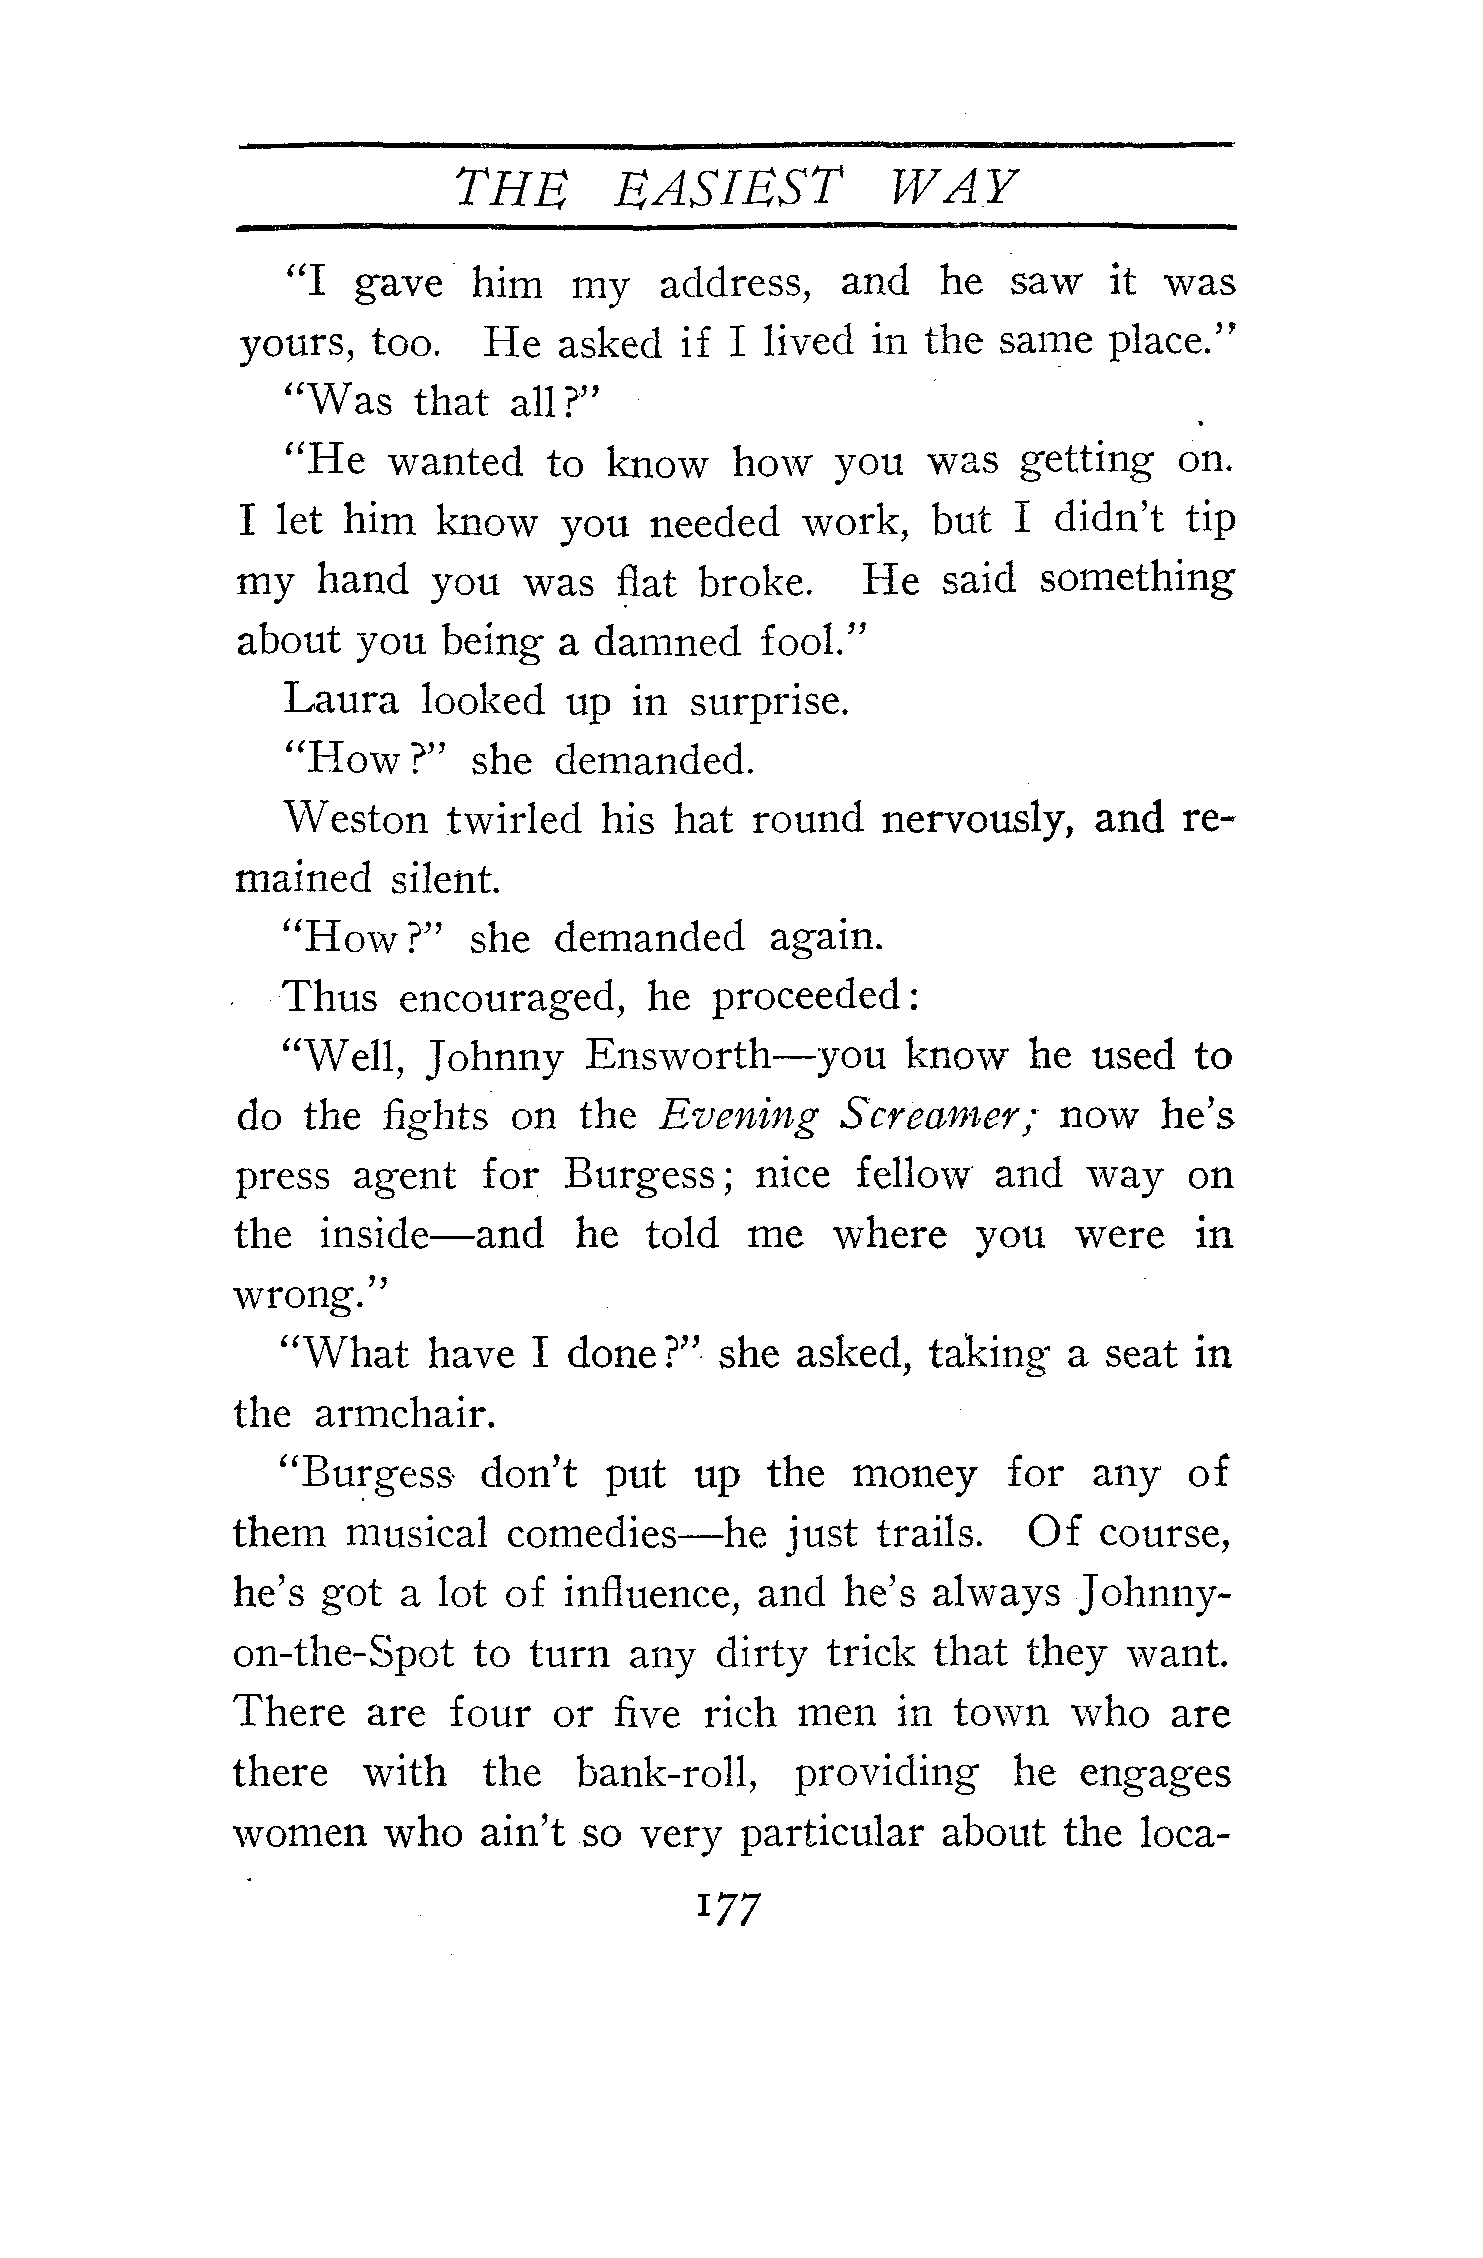 THE EASIEST WAY
"I gave him my address, and he saw it was
yours, too. He asked if I lived in the same place."
"Was that all?"
"He wanted to know how you was getting on.
I let him know you needed work, but I didn't tip
my hand you was flat broke. He said something
about you being a damned fool."
Laura looked up in surprise.
"How?" she demanded.
Weston twirled his hat round nervously, and re-
mained silent.
"How?" she demanded again.
Thus encouraged, he proceeded:
"Well, Johnny Ensworth—you know he used to
do the fights on the Evening Screamer; now he's
press agent for Burgess; nice fellow and way on
the inside—and he told me where you were in
wrong."
"What have I done?" she asked, taking a seat in
the armchair.
"Burgess don't put up the money for any of
them musical comedies—he just trails. Of course,
he's got a lot of influence, and he's always Johnny-
on-the-Spot to turn any dirty trick that they want.
There are four or five rich men in town who are
there with the bank-roll, providing he engages
women who ain't so very particular about the loca-
177